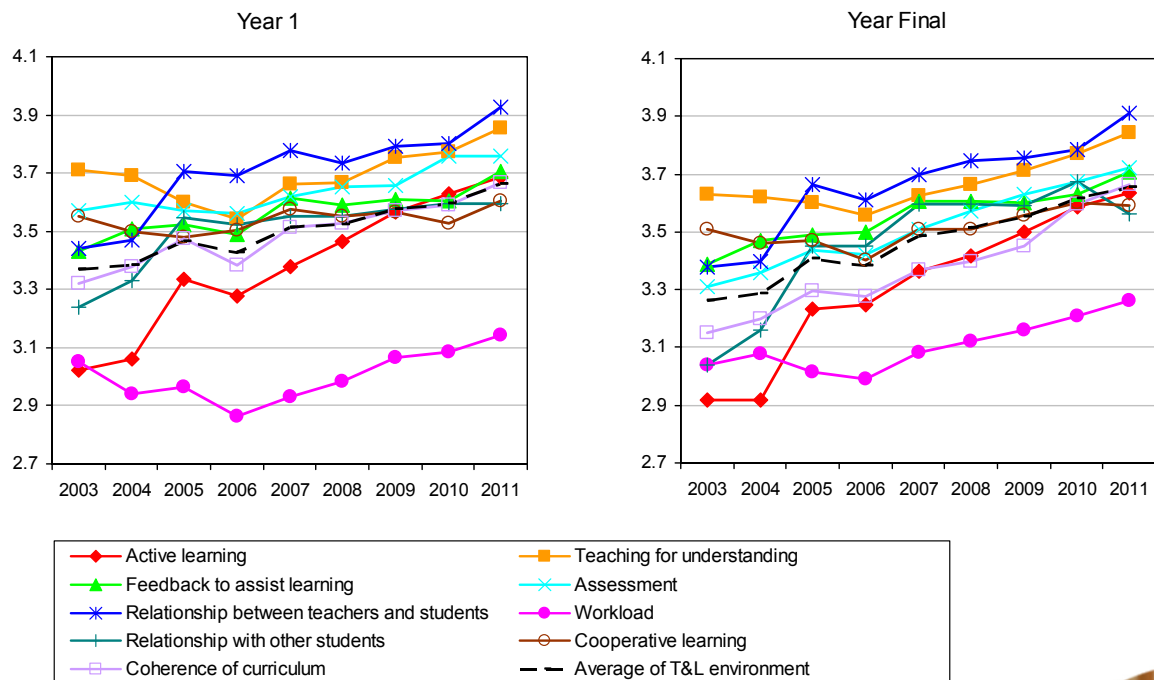 Year 1 Year Final
4.1 4.1
3.9 3.9
3.7 3.7
3.5 3.5
3.3 3.3
3.1 3.1
2.9 2.9
2.7 2.7
2003 2004 2005 2006 2007 2008 2009 2010 2011 2003 2004 2005 2006 2007 2008 2009 2010 2011
Active learning Teaching for understanding
Feedback to assist learning Assessment
Relationship between teachers and students Workload
Relationship with other students Cooperative learning
Coherence of curriculum Average of T&L environment